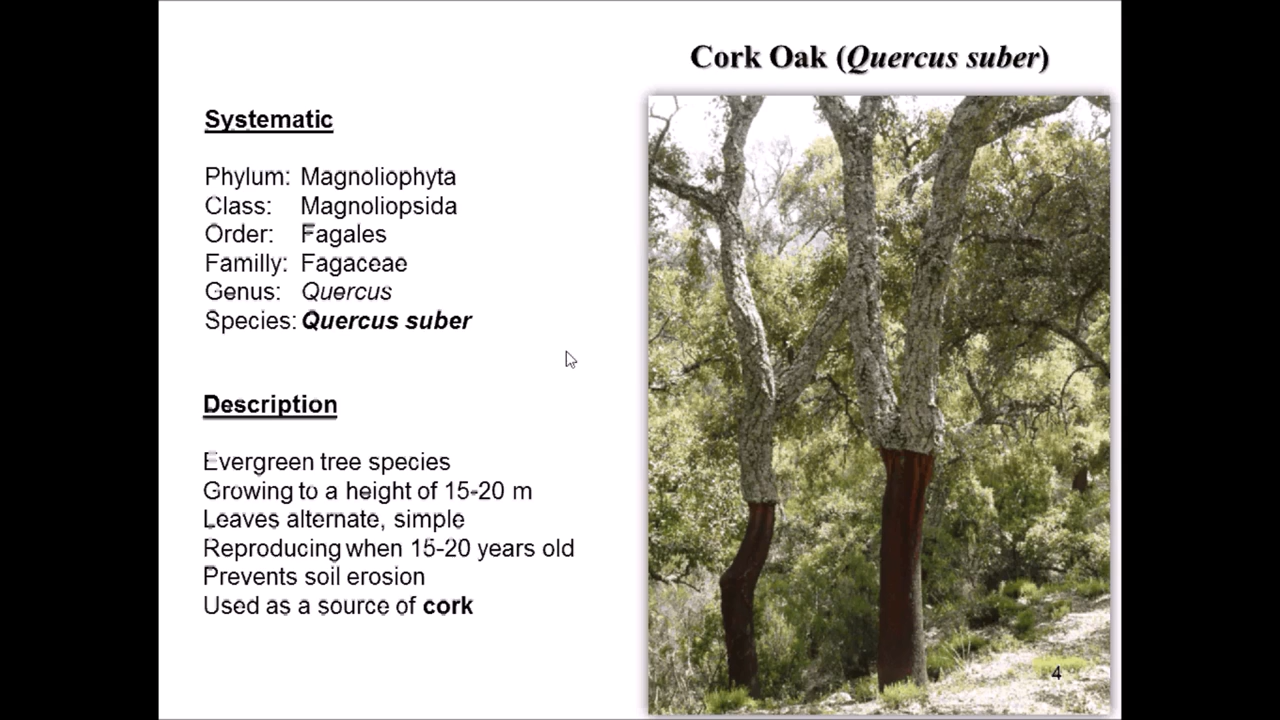 Cork Oak (Quercus suber)
Systematic
Phylum: Magnoliophyta
Class: Magnoliopsida
Order: Fagales
Familly: Fagaceae
Genus: Quercus
Species: Quercus suber
Description
Evergreen tree species
Growing to a height of 15-20 m
Leaves alternate, simple
Reproducing when 15-20 years old
Prevents soil erosion
Used as a source of cork
4